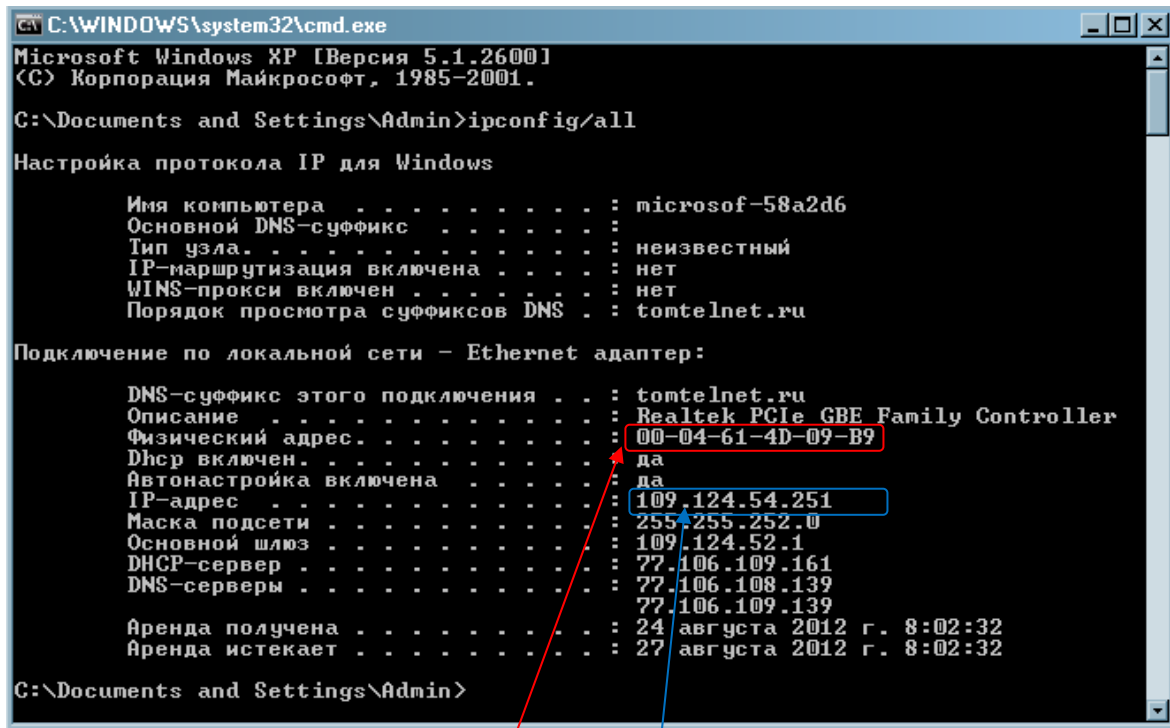 C:\WINDOWS\system32\cmd.exe
Microsoft Windows XP [Версия 5.1.2600]
(С) Корпорация Майкрософт, 1985-2001.
C:\Documents and Settings\Admin>ipconfig/all
Настройка протокола IP для Windows
Имя компьютера . . . . . . . . . : microsof-58a2d6
Основной DNS-суффикс . . . . . . :
Тип узла. . . . . . . . . . . . . : неизвестный
IP-маршрутизация включена . . . . : нет
WINS-прокси включен . . . . . . . : нет
Порядок просмотра суффиксов DNS . : tomtelnet.ru
Подключение по локальной сети - Ethernet адаптер:
DNS-суффикс этого подключения . . : tomtelnet.ru
Описание . . . . . . . . . . . . : Realtek PCIe GBE Family Controller
Физический адрес. . . . . . . . . : 00-04-61-4D-09-B9
Dhcp включен. . . . . . . . . . . : да
Автонастройка включена . . . . . : да
IP-адрес . . . . . . . . . . . . : 109.124.54.251
Маска подсети . . . . . . . . . . : 255.255.252.0
Основной шлюз . . . . . . . . . . : 109.124.52.1
DHCP-сервер . . . . . . . . . . . : 77.106.109.161
DNS-серверы . . . . . . . . . . . : 77.106.108.139
77.106.109.139
Аренда получена . . . . . . . . . : 24 августа 2012 г. 8:02:32
Аренда истекает . . . . . . . . . : 27 августа 2012 г. 8:02:32
C:\Documents and Settings\Admin>